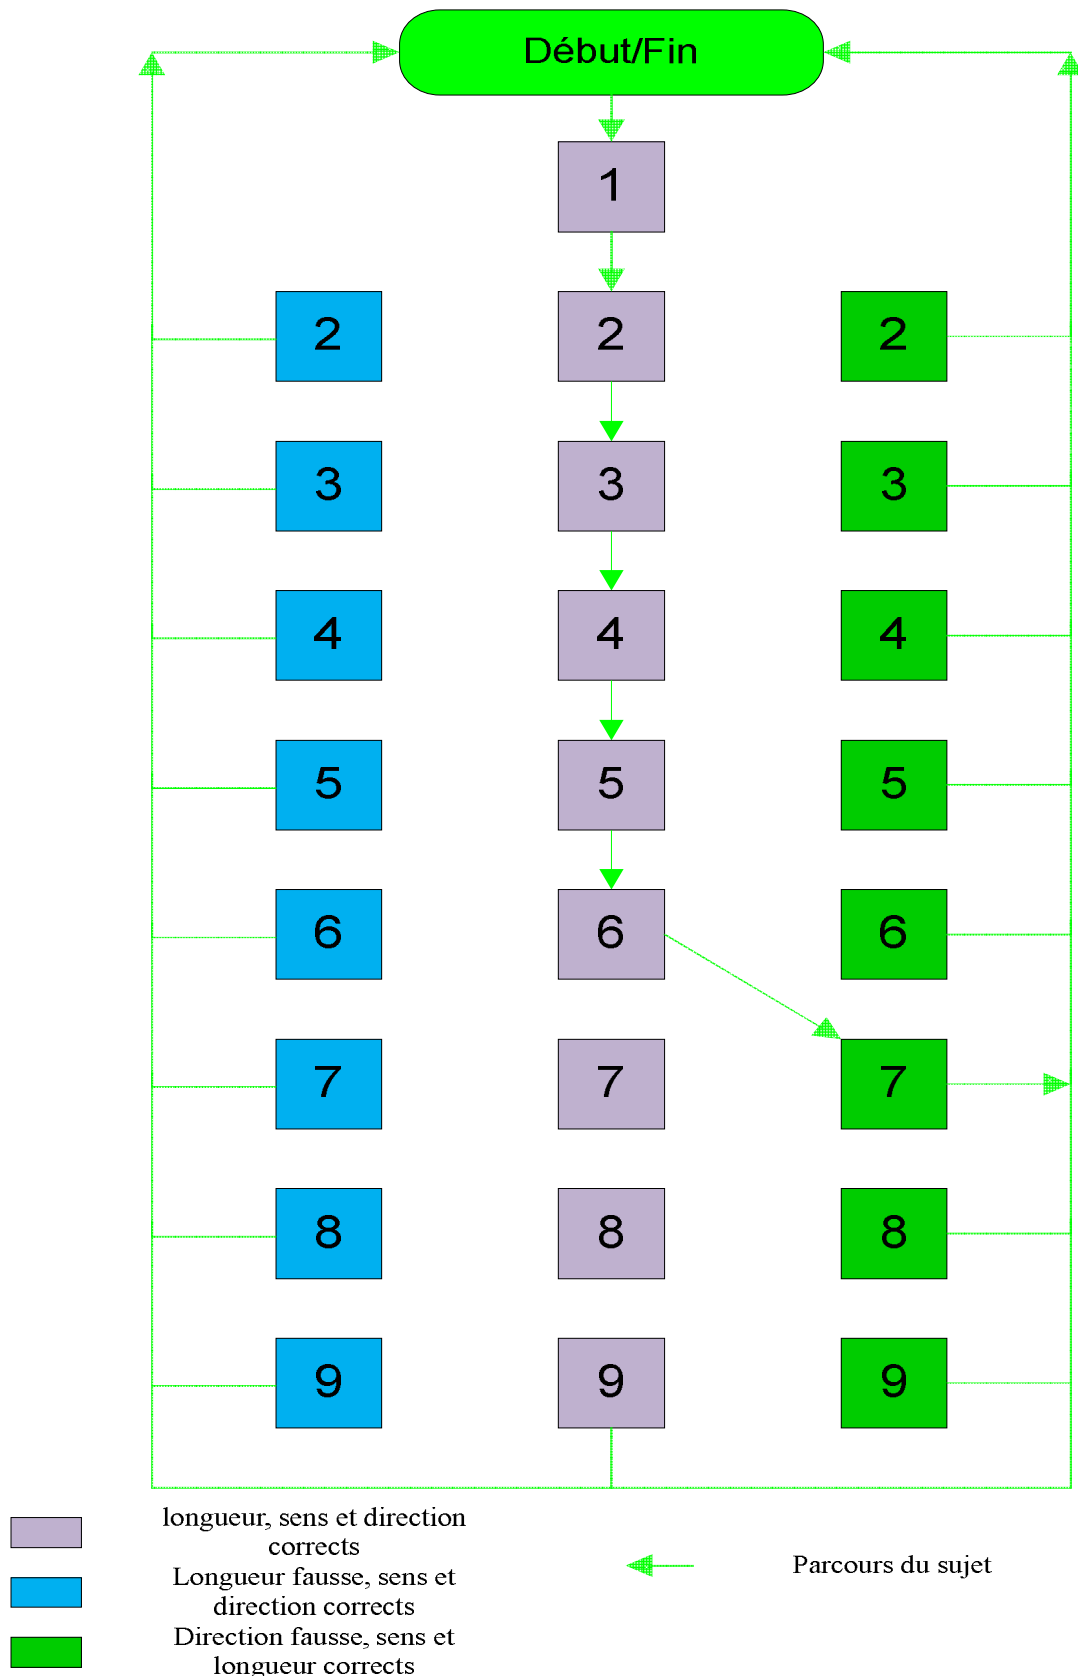 Début/Fin
1
2 2 2
3 3 3
4 4 4
5 5 5
6 6 6
7 7 7
8 8 8
9 9 9
longueur, sens et direction
corrects
Longueur fausse, sens et
direction corrects
Direction fausse, sens et
longueur corrects
Parcours du sujet